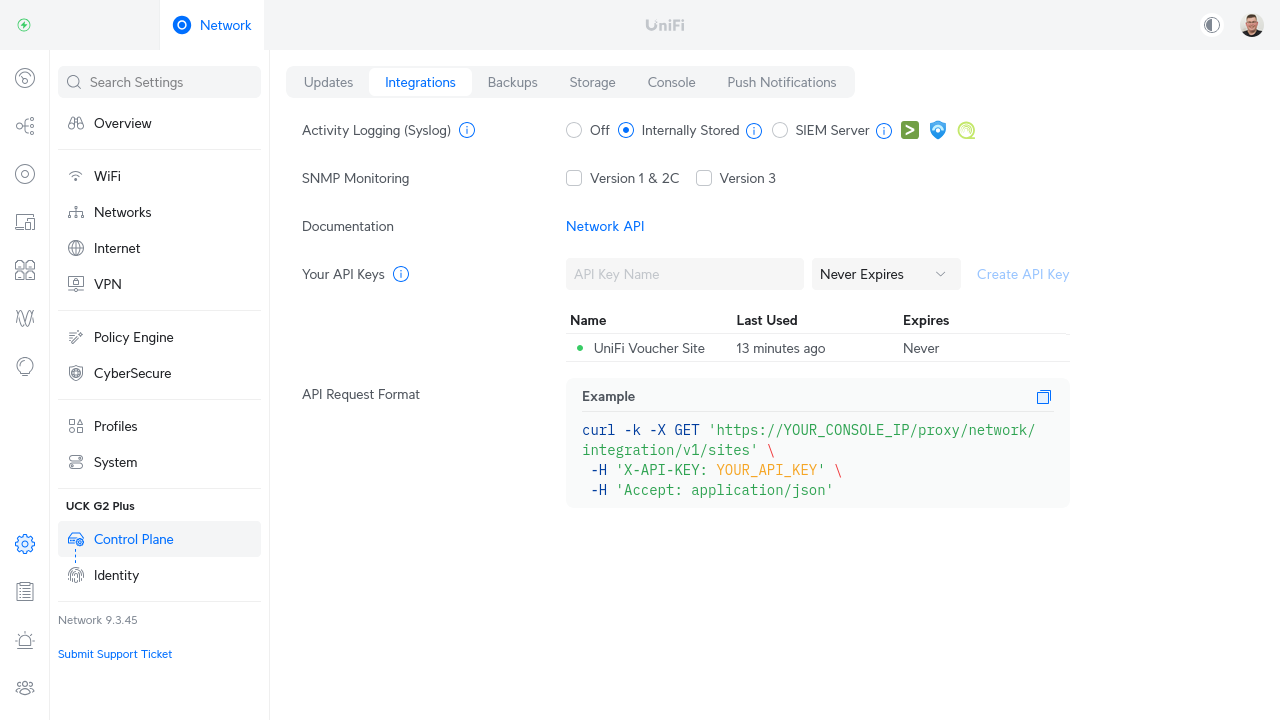 Network
UniFi
Search Settings
Overview
WiFi
Networks
Internet
VPN
Policy Engine
CyberSecure
Profiles
System
UCK G2 Plus
Control Plane
Identity
Network 9.3.45
Submit Support Ticket
Updates Integrations Backups Storage Console Push Notifications
Activity Logging (Syslog) Off Internally Stored SIEM Server
SNMP Monitoring Version 1 & 2C Version 3
Documentation Network API
Your API Keys API Key Name Never Expires Create API Key
Name Last Used Expires
UniFi Voucher Site 13 minutes ago Never
API Request Format Example
curl -k -X GET 'https://YOUR_CONSOLE_IP/proxy/network/
integration/v1/sites' \
-H 'X-API-KEY: YOUR_API_KEY' \
-H 'Accept: application/json'